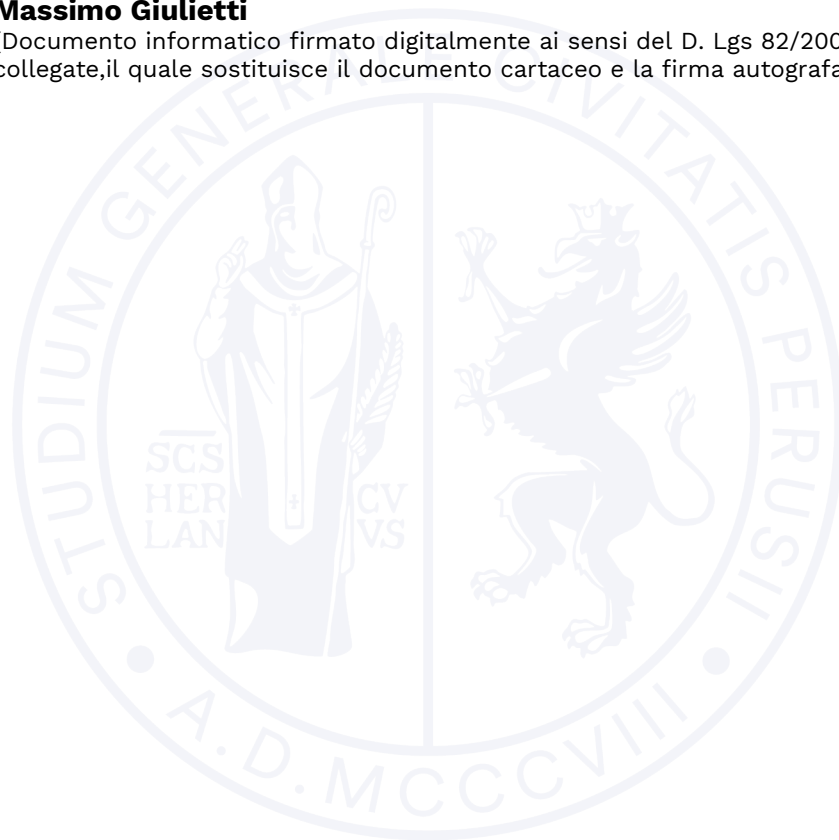 Massimo Giulietti
(Documento informatico firmato digitalmente ai sensi del D. Lgs 82/200
collegate,il quale sostituisce il documento cartaceo e la firma autografa
STUDIUM GENERALE CIVITATIS PERUSII
SCS
HER CV
LAN VS
A.D.MCCCVIII